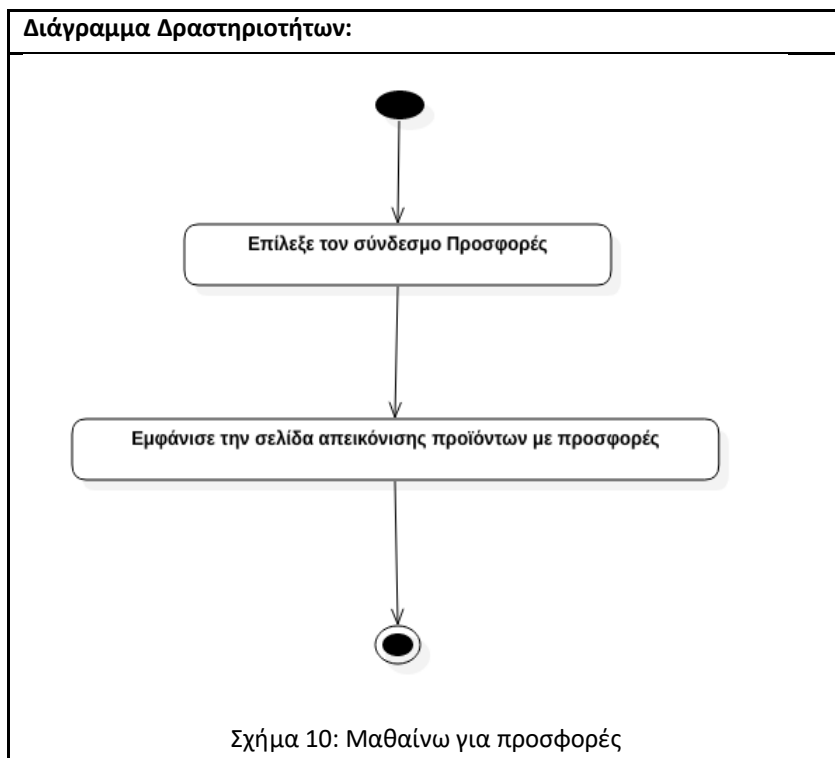 Διάγραμμα Δραστηριοτήτων:
Επίλεξε τον σύνδεσμο Προσφορές
Εμφάνισε την σελίδα απεικόνισης προϊόντων με προσφορές
Σχήμα 10: Μαθαίνω για προσφορές